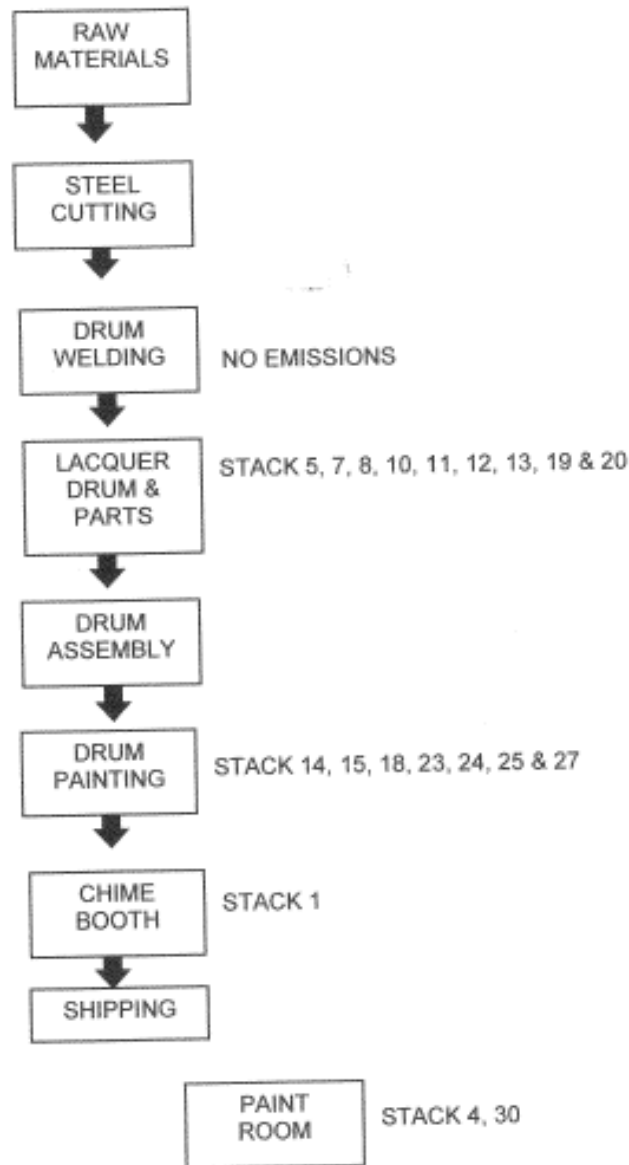 RAW
MATERIALS
STEEL
CUTTING
DRUM
WELDING
NO EMISSIONS
LACQUER
DRUM &
PARTS
STACK 5, 7, 8, 10, 11, 12, 13, 19 & 20
DRUM
ASSEMBLY
DRUM
PAINTING
STACK 14, 15, 18, 23, 24, 25 & 27
CHIME
BOOTH
STACK 1
SHIPPING
PAINT
ROOM
STACK 4, 30